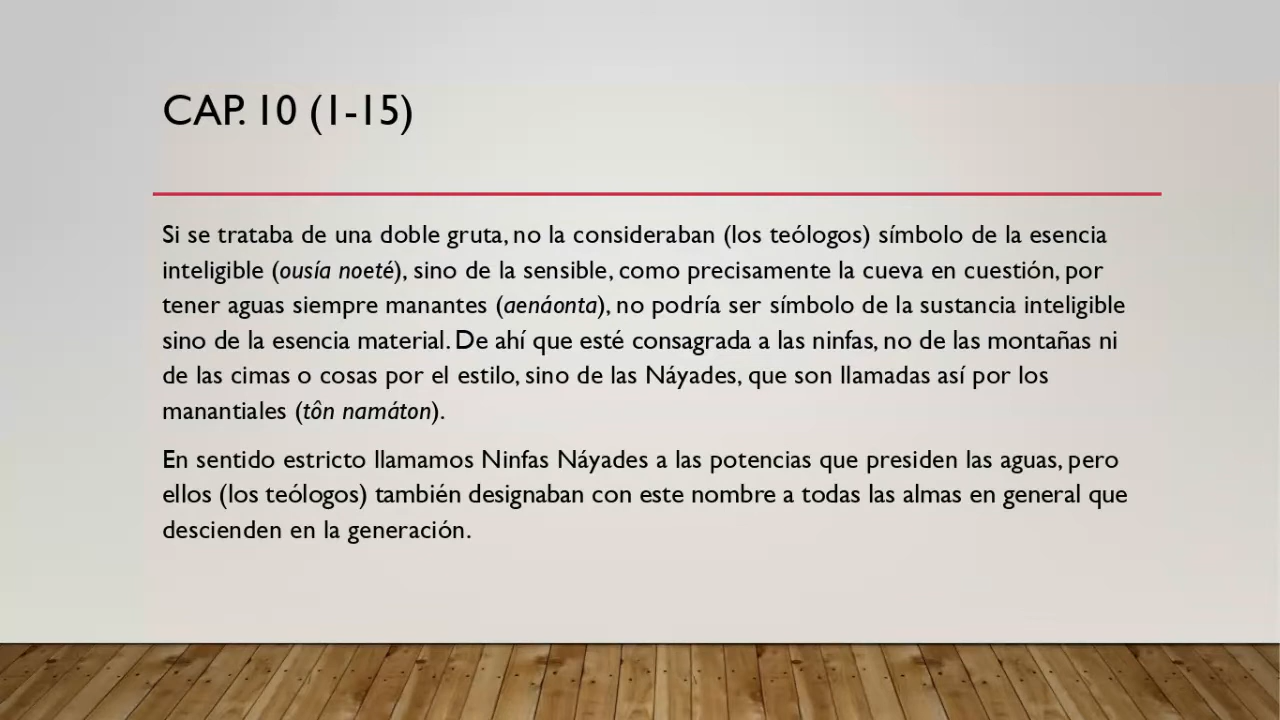 CAP. 10 (1-15)
Si se trataba de una doble gruta, no la consideraban (los teólogos) símbolo de la esencia
inteligible (ousía noeté), sino de la sensible, como precisamente la cueva en cuestión, por
tener aguas siempre manantes (aenáonta), no podría ser símbolo de la sustancia inteligible
sino de la esencia material. De ahí que esté consagrada a las ninfas, no de las montañas ni
de las cimas o cosas por el estilo, sino de las Náyades, que son llamadas así por los
manantiales (tôn namáton).
En sentido estricto llamamos Ninfas Náyades a las potencias que presiden las aguas, pero
ellos (los teólogos) también designaban con este nombre a todas las almas en general que
descienden en la generación.